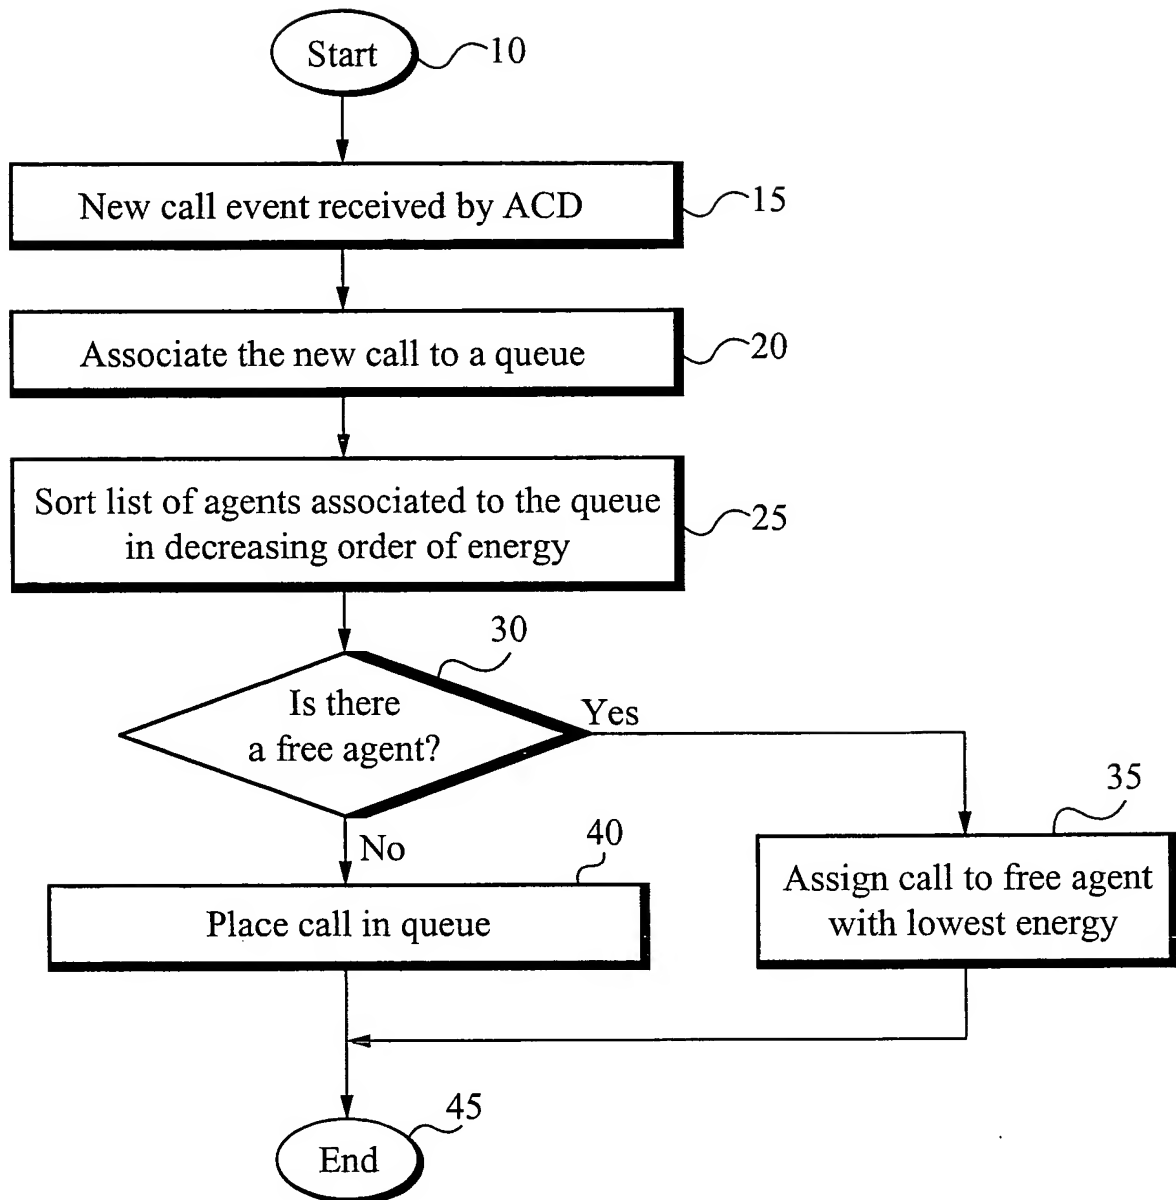 Start
10
New call event received by ACD
15
Associate the new call to a queue
20
Sort list of agents associated to the queue
in decreasing order of energy
25
30
Is there
a free agent?
Yes
No
35
Assign call to free agent
with lowest energy
40
Place call in queue
45
End